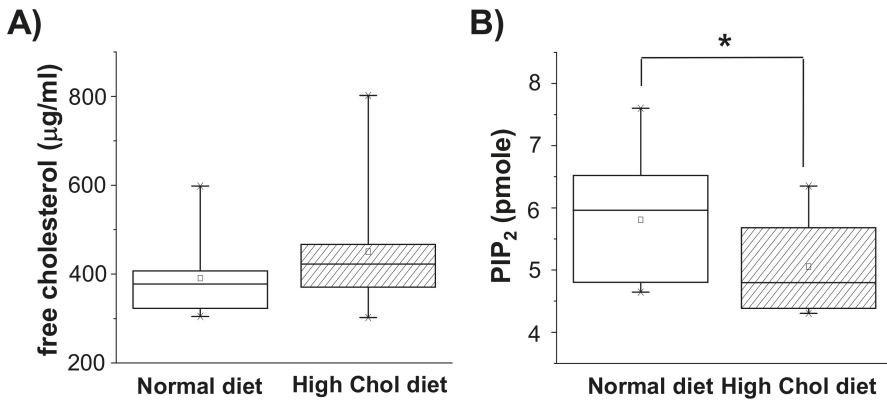 A)
free cholesterol (μg/ml)
800
600
400
200
Normal diet
High Chol diet
B)
*
PIP2 (pmole)
8
7
6
5
4
Normal diet
High Chol diet